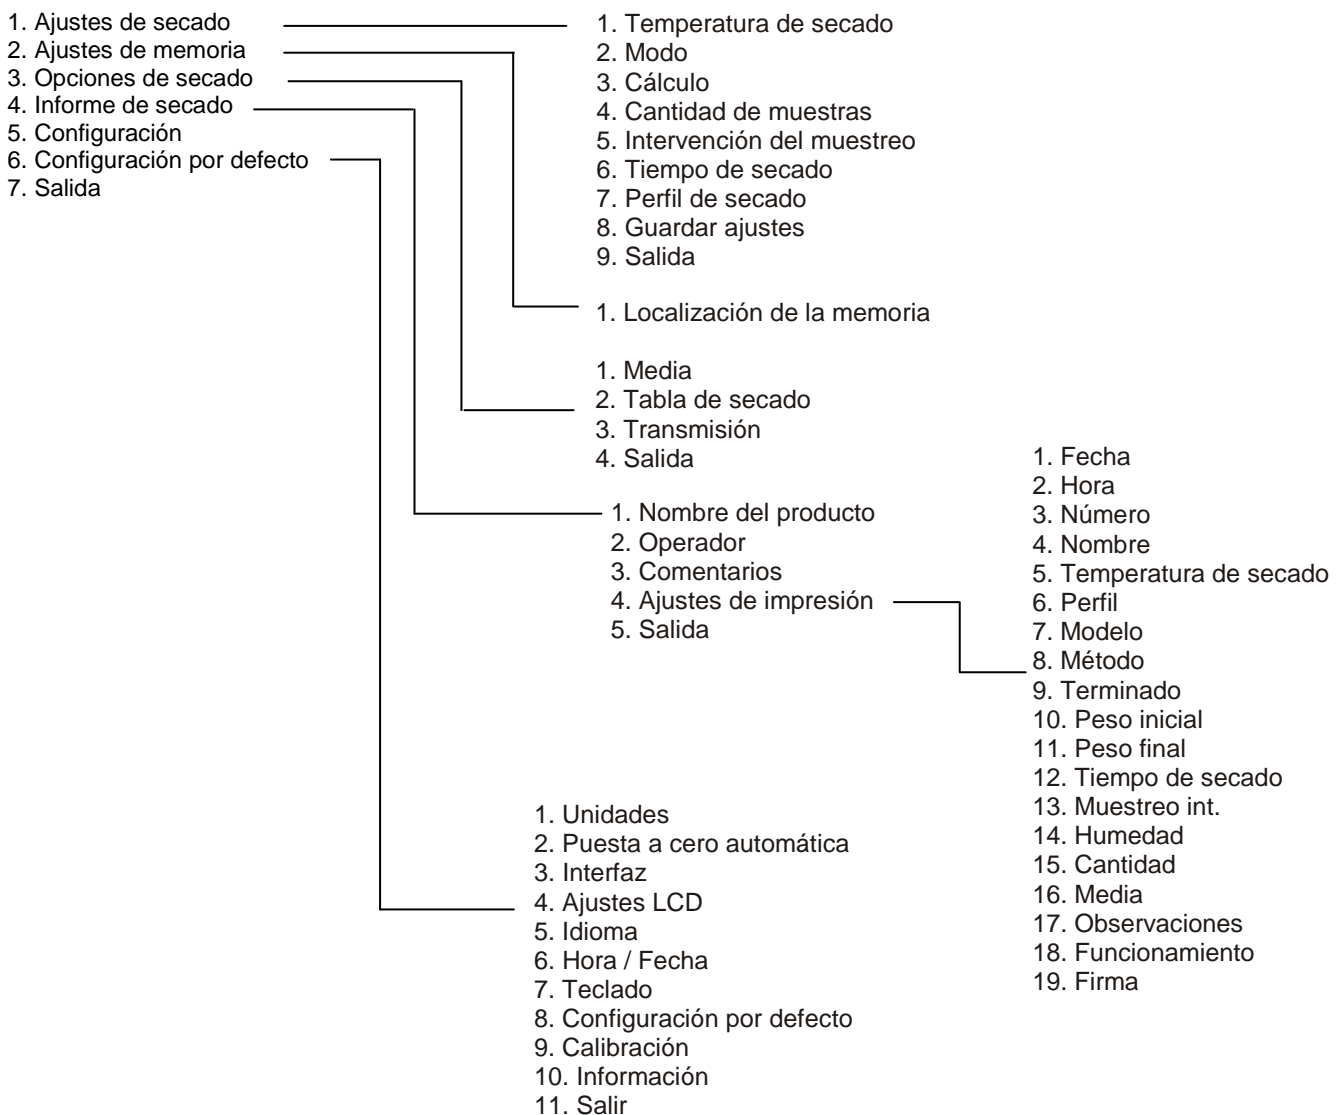 1. Ajustes de secado
2. Ajustes de memoria
3. Opciones de secado
4. Informe de secado
5. Configuración
6. Configuración por defecto
7. Salida
1. Temperatura de secado
2. Modo
3. Cálculo
4. Cantidad de muestras
5. Intervención del muestreo
6. Tiempo de secado
7. Perfil de secado
8. Guardar ajustes
9. Salida
1. Localización de la memoria
1. Media
2. Tabla de secado
3. Transmisión
4. Salida
1. Nombre del producto
2. Operador
3. Comentarios
4. Ajustes de impresión
5. Salida
1. Fecha
2. Hora
3. Número
4. Nombre
5. Temperatura de secado
6. Perfil
7. Modelo
8. Método
9. Terminado
10. Peso inicial
11. Peso final
12. Tiempo de secado
13. Muestreo int.
14. Humedad
15. Cantidad
16. Media
17. Observaciones
18. Funcionamiento
19. Firma
1. Unidades
2. Puesta a cero automática
3. Interfaz
4. Ajustes LCD
5. Idioma
6. Hora / Fecha
7. Teclado
8. Configuración por defecto
9. Calibración
10. Información
11. Salir